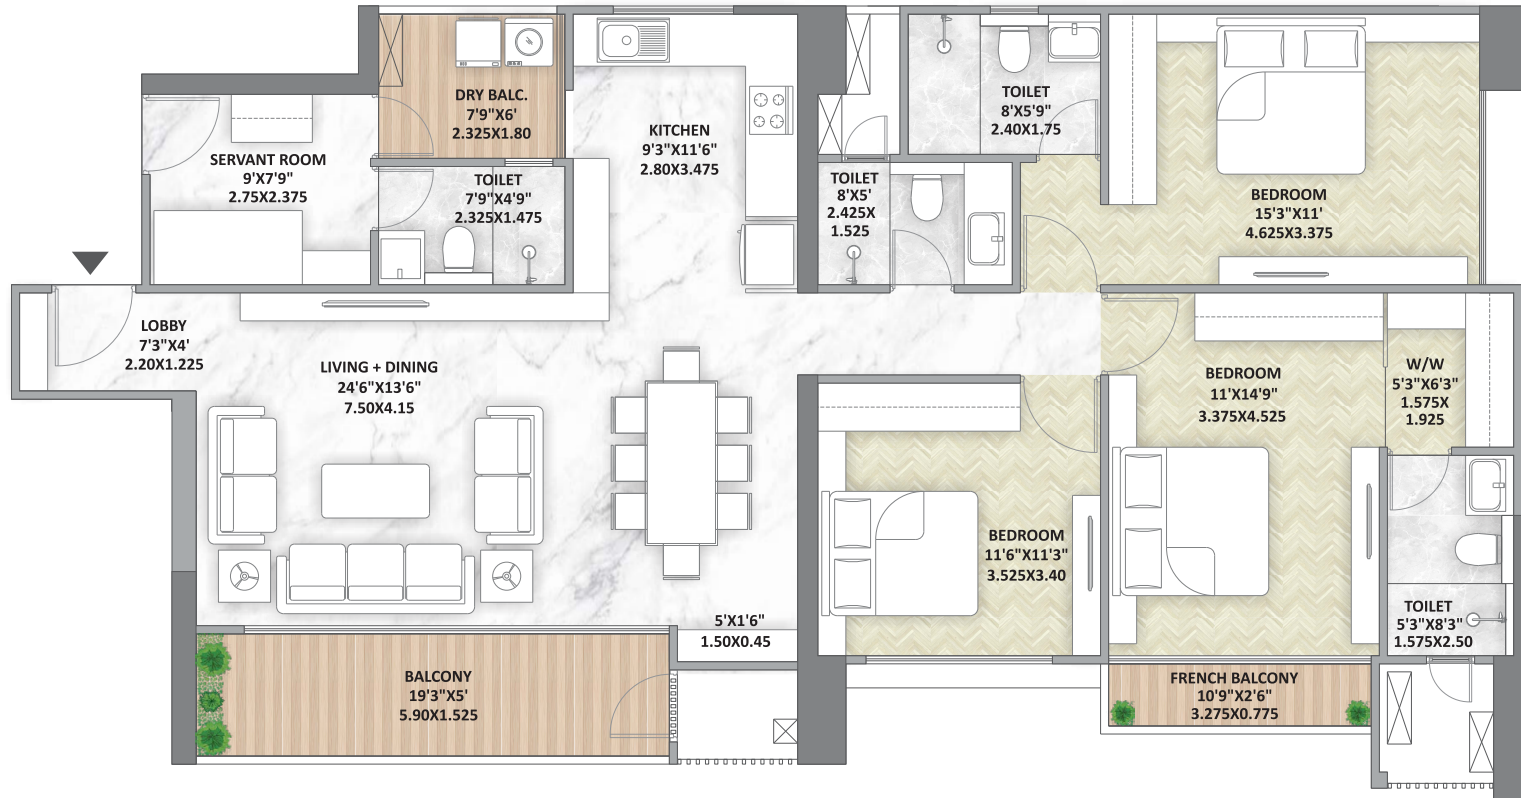 DRY BALC.
7'9"X6'
2.325X1.80
KITCHEN
9'3"X11'6"
2.80X3.475
TOILET
8'X5'9"
2.40X1.75
SERVANT ROOM
9'X7'9"
2.75X2.375
TOILET
7'9"X4'9"
2.325X1.475
TOILET
8'X5'
2.425X
1.525
BEDROOM
15'3"X11'
4.625X3.375
LOBBY
7'3"X4'
2.20X1.225
LIVING + DINING
24'6"X13'6"
7.50X4.15
BEDROOM
11'X14'9"
3.375X4.525
W/W
5'3"X6'3"
1.575X
1.925
BEDROOM
11'6"X11'3"
3.525X3.40
5'X1'6"
1.50X0.45
TOILET
5'3"X8'3"
1.575X2.50
BALCONY
19'3"X5'
5.90X1.525
FRENCH BALCONY
10'9"X2'6"
3.275X0.775